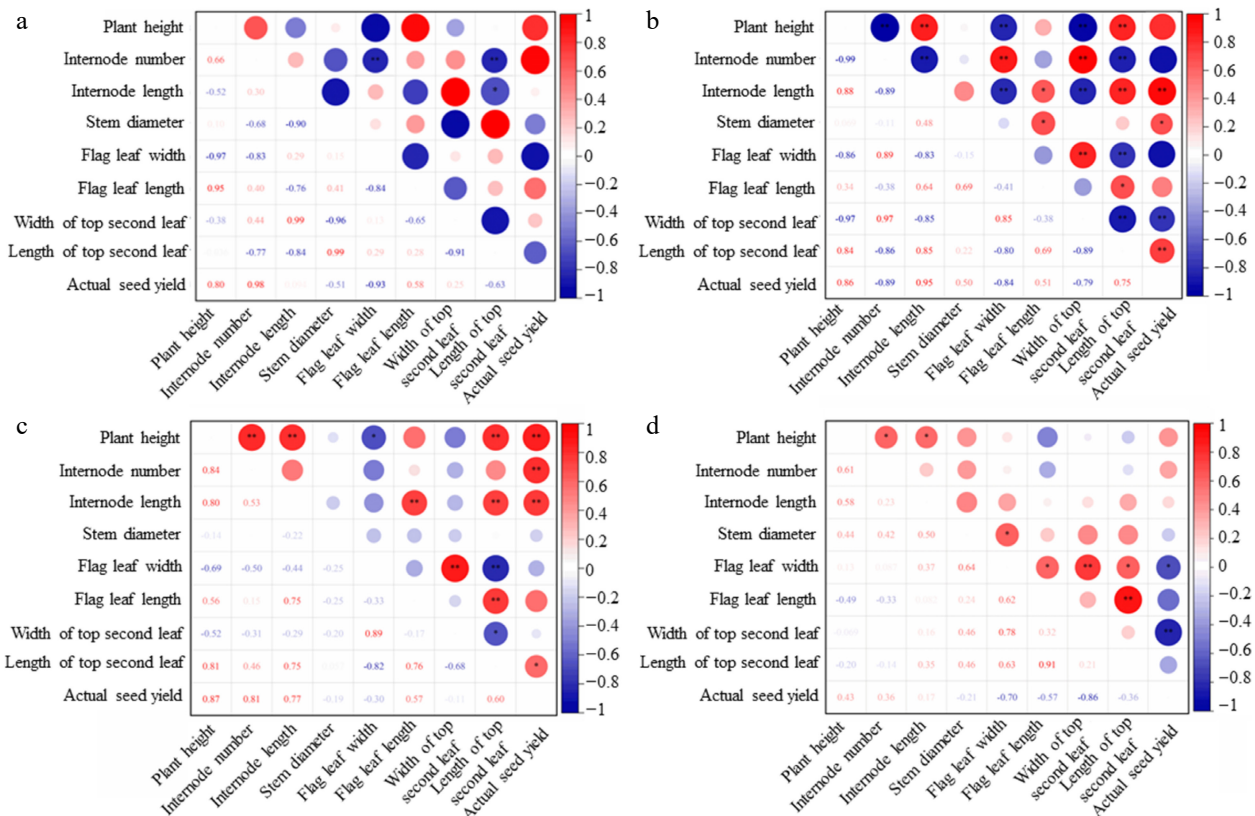 a
Plant height
Internode number 0.66 ** **
Internode length -0.52 0.30 *
Stem diameter -0.68 -0.90
Flag leaf width -0.97 -0.83 0.29 0.15
Flag leaf length 0.95 0.40 -0.76 0.41 -0.84
Width of top second leaf -0.38 0.44 0.99 -0.96 -0.65
Length of top second leaf -0.77 -0.84 0.99 0.29 0.28 -0.91
Actual seed yield 0.80 0.98 -0.51 -0.93 0.58 0.25 -0.63
Plant height
Internode number
Internode length
Stem diameter
Flag leaf width
Flag leaf length
Width of top
second leaf
Length of top
second leaf
Actual seed yield
1
0.8
0.6
0.4
0.2
0
−0.2
−0.4
−0.6
−0.8
−1
b
Plant height ** ** ** ** **
Internode number -0.99 ** ** ** **
Internode length 0.88 -0.89 ** * ** ** **
Stem diameter -0.11 0.48 * *
Flag leaf width -0.86 0.89 -0.83 -0.15 ** **
Flag leaf length 0.34 -0.38 0.64 0.69 -0.41 *
Width of top second leaf -0.97 0.97 -0.85 0.85 -0.38 ** **
Length of top second leaf 0.84 -0.86 0.85 0.22 -0.80 0.69 -0.89 **
Actual seed yield 0.86 -0.89 0.95 0.50 -0.84 0.51 -0.79 0.75
Plant height
Internode number
Internode length
Stem diameter
Flag leaf width
Flag leaf length
Width of top
second leaf
Length of top
second leaf
Actual seed yield
1
0.8
0.6
0.4
0.2
0
−0.2
−0.4
−0.6
−0.8
−1
c
Plant height ** ** * ** **
Internode number 0.84 **
Internode length 0.80 0.53 ** ** **
Stem diameter -0.14 -0.22
Flag leaf width -0.69 -0.50 -0.44 -0.25 ** **
Flag leaf length 0.56 0.15 0.75 -0.25 -0.33 **
Width of top second leaf -0.52 -0.31 -0.29 -0.20 0.89 -0.17 *
Length of top second leaf 0.81 0.46 0.75 -0.82 0.76 -0.68 *
Actual seed yield 0.87 0.81 0.77 -0.19 -0.30 0.57 -0.11 0.60
Plant height
Internode number
Internode length
Stem diameter
Flag leaf width
Flag leaf length
Width of top
second leaf
Length of top
second leaf
Actual seed yield
1
0.8
0.6
0.4
0.2
0
−0.2
−0.4
−0.6
−0.8
−1
d
Plant height * *
Internode number 0.61
Internode length 0.58 0.23
Stem diameter 0.44 0.42 0.50 *
Flag leaf width 0.37 0.64 * ** * *
Flag leaf length -0.49 -0.33 0.24 0.62 **
Width of top second leaf 0.16 0.46 0.78 0.32 **
Length of top second leaf -0.20 -0.14 0.35 0.46 0.63 0.91 0.21
Actual seed yield 0.43 0.36 0.17 -0.21 -0.70 -0.57 -0.86 -0.36
Plant height
Internode number
Internode length
Stem diameter
Flag leaf width
Flag leaf length
Width of top
second leaf
Length of top
second leaf
Actual seed yield
1
0.8
0.6
0.4
0.2
0
−0.2
−0.4
−0.6
−0.8
−1